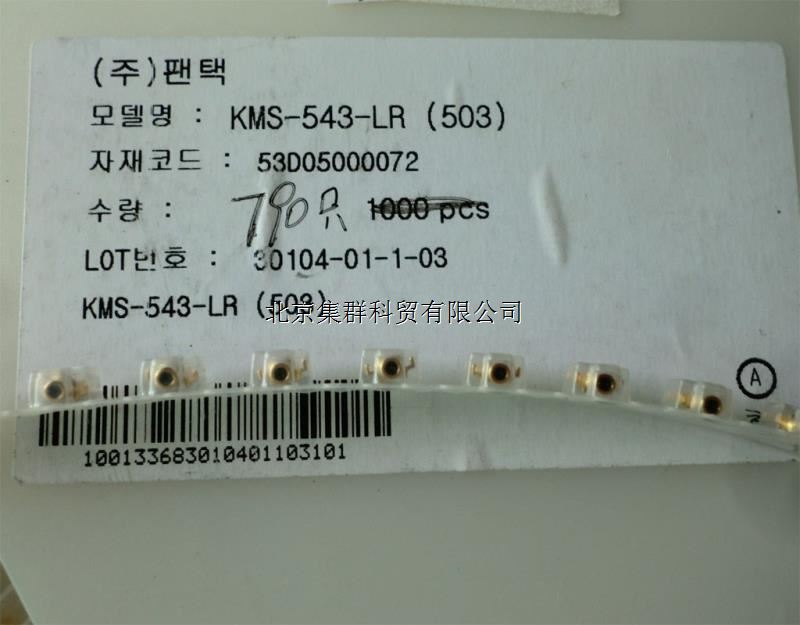 (주)팬택
모델명 : KMS-543-LR (503)
자재코드 : 53D05000072
수량 : 790只 1000 pcs
LOT번호 : 30104-01-1-03
KMS-543-LR (503)
北京集群科贸有限公司
A
100133683010401103101